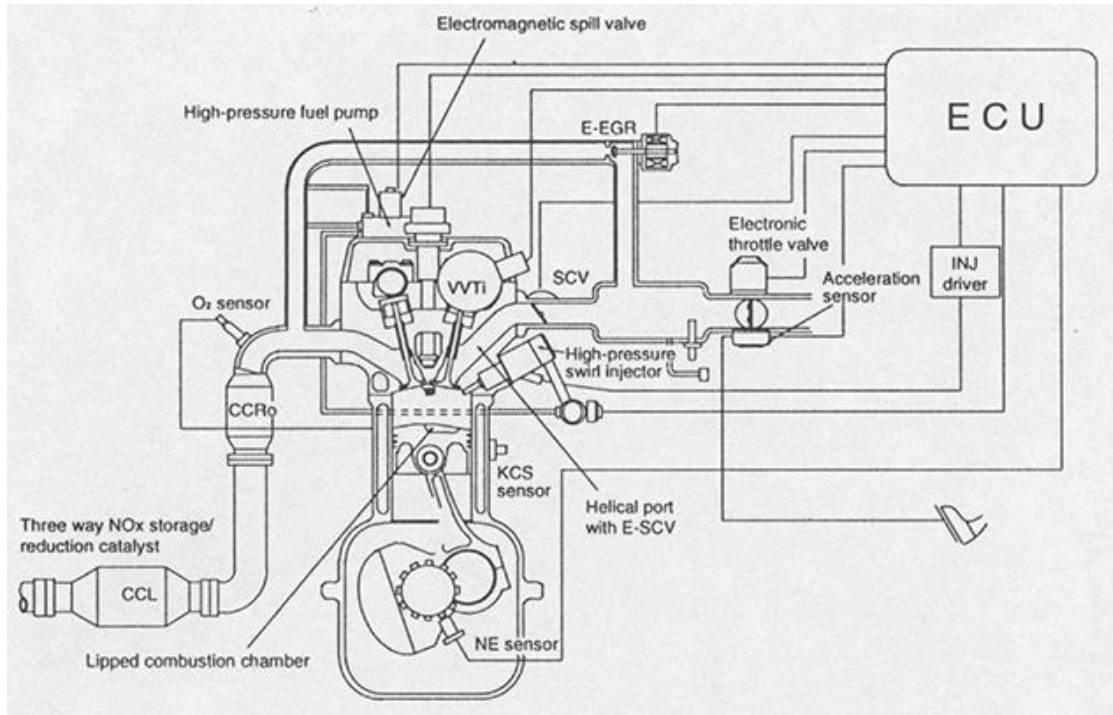 Electromagnetic spill valve
High-pressure fuel pump
E-EGR
ECU
Electronic
throttle valve
INJ
driver
Acceleration
sensor
SCV
VVTi
O₂ sensor
High-pressure
swirl injector
CCRo
KCS
sensor
Helical port
with E-SCV
Three way NOx storage/
reduction catalyst
CCL
NE sensor
Lipped combustion chamber